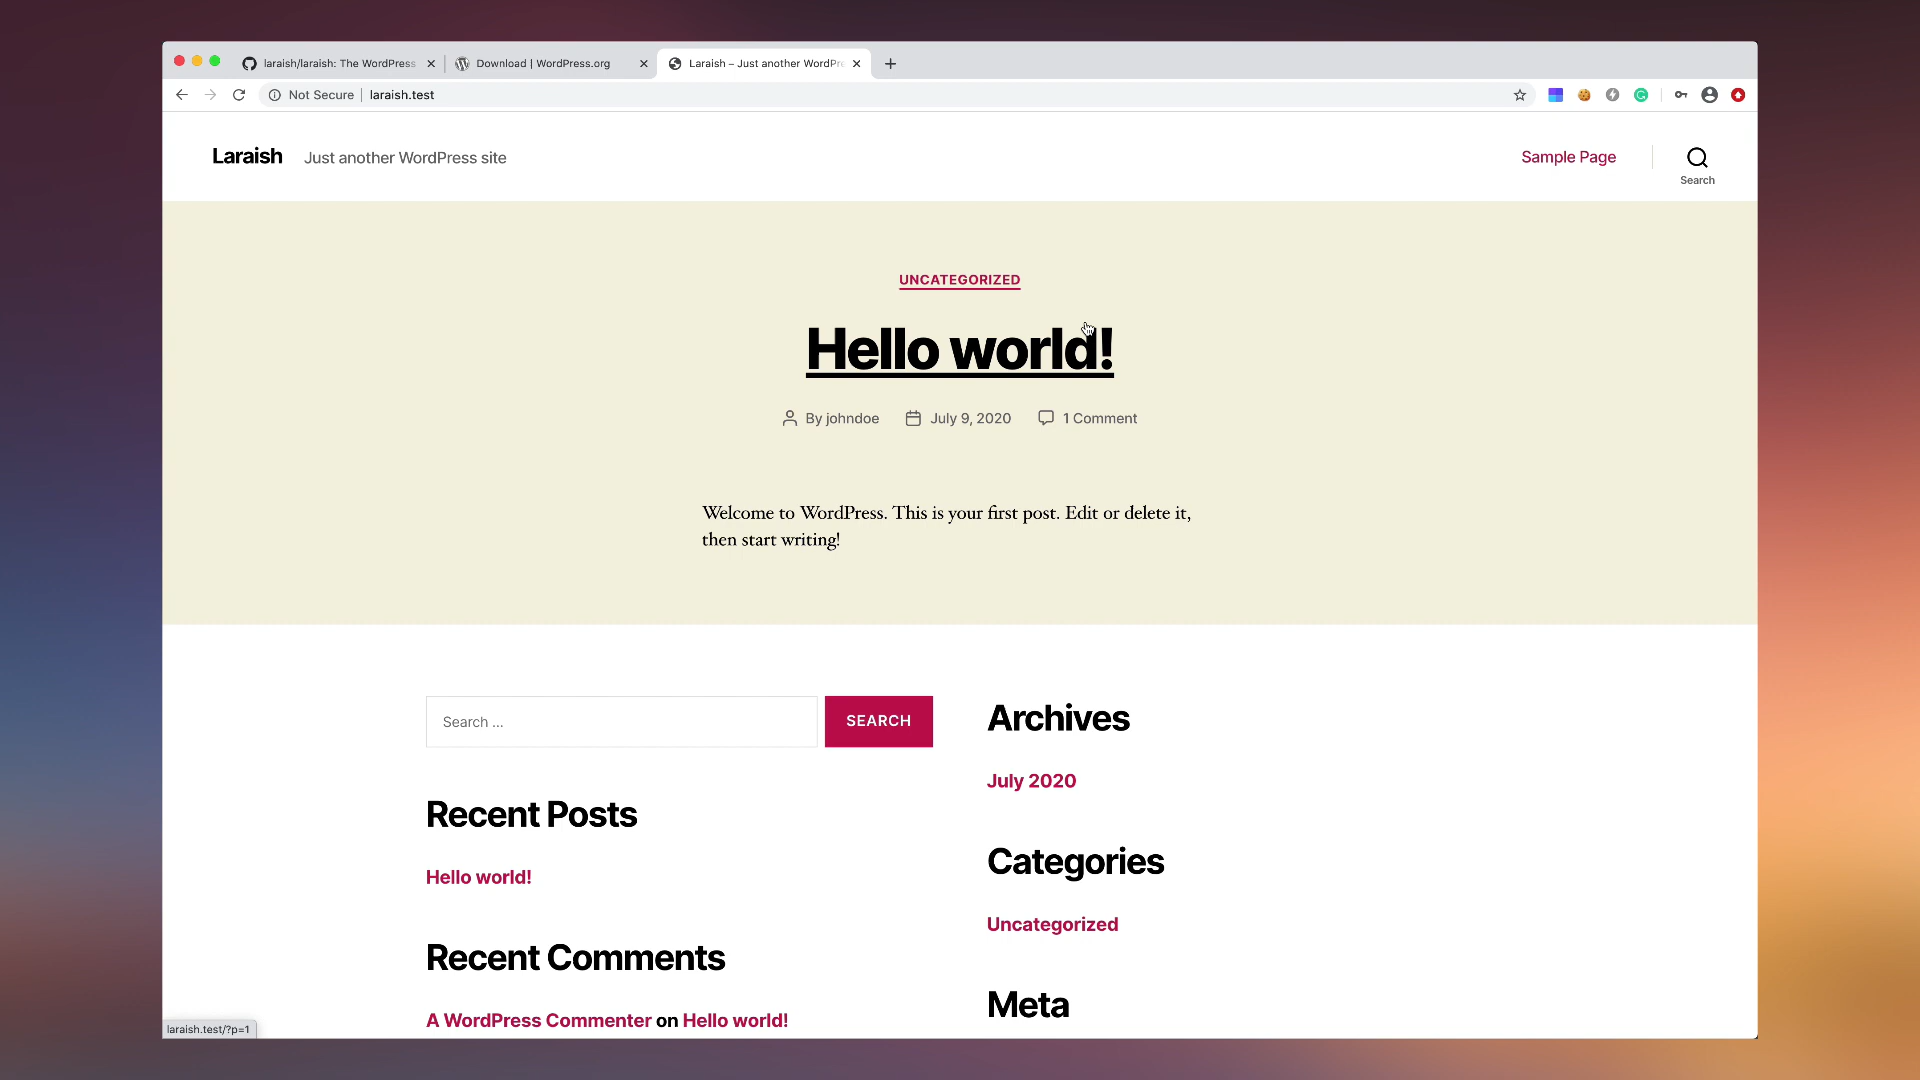 laraish/laraish: The WordPress
Download | WordPress.org
Laraish – Just another WordPr
Not Secure
laraish.test
Laraish
Just another WordPress site
Sample Page
Search
UNCATEGORIZED
Hello world!
By johndoe
July 9, 2020
1 Comment
Welcome to WordPress. This is your first post. Edit or delete it,
then start writing!
Search ...
SEARCH
Recent Posts
Hello world!
Recent Comments
A WordPress Commenter on Hello world!
Archives
July 2020
Categories
Uncategorized
Meta
laraish.test/?p=1